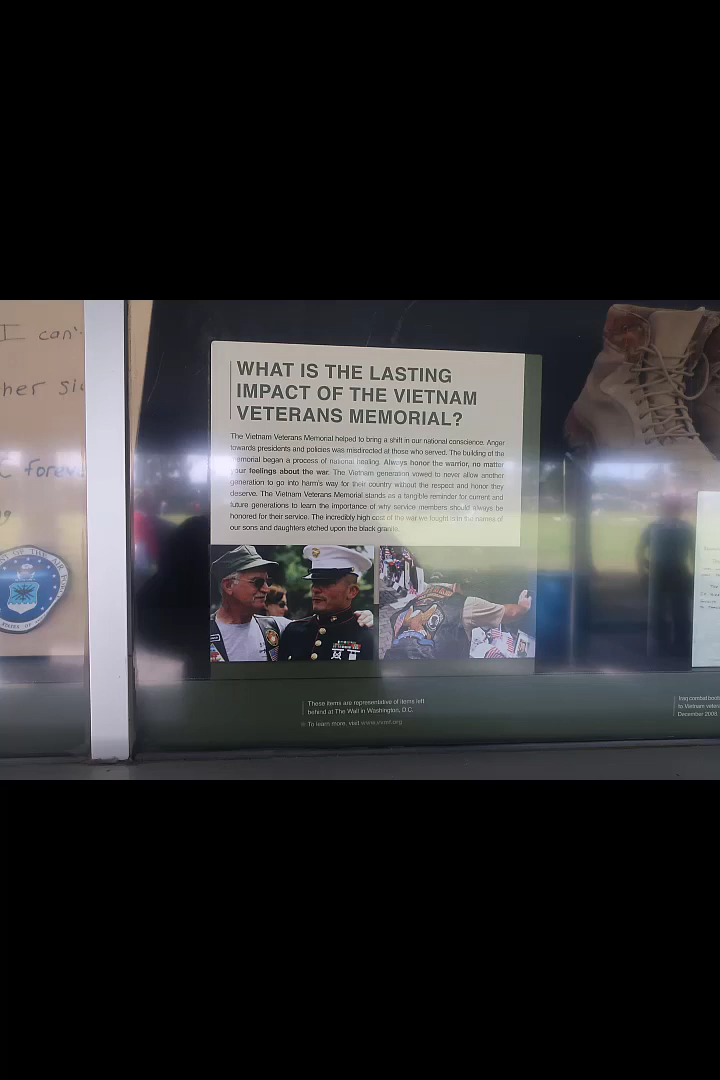 I can'
her si
forev
WHAT IS THE LASTING
IMPACT OF THE VIETNAM
VETERANS MEMORIAL?
The Vietnam Veterans Memorial helped to bring a shift in our national conscience. Anger
towards presidents and policies was misdirected at those who served. The building of the
memorial began a process of national healing. Always honor the warrior, no matter
your feelings about the war. The Vietnam generation vowed to never allow another
generation to go into harm's way for their country without the respect and honor they
deserve. The Vietnam Veterans Memorial stands as a tangible reminder for current and
future generations to learn the importance of why service members should always be
honored for their service. The incredibly high cost of the war we fought is in the names of
our sons and daughters etched upon the black granite.
These items are representative of items left
behind at The Wall in Washington, D.C.
To learn more, visit www.vvmf.org
Iraq combat boots
to Vietnam veter
December 200